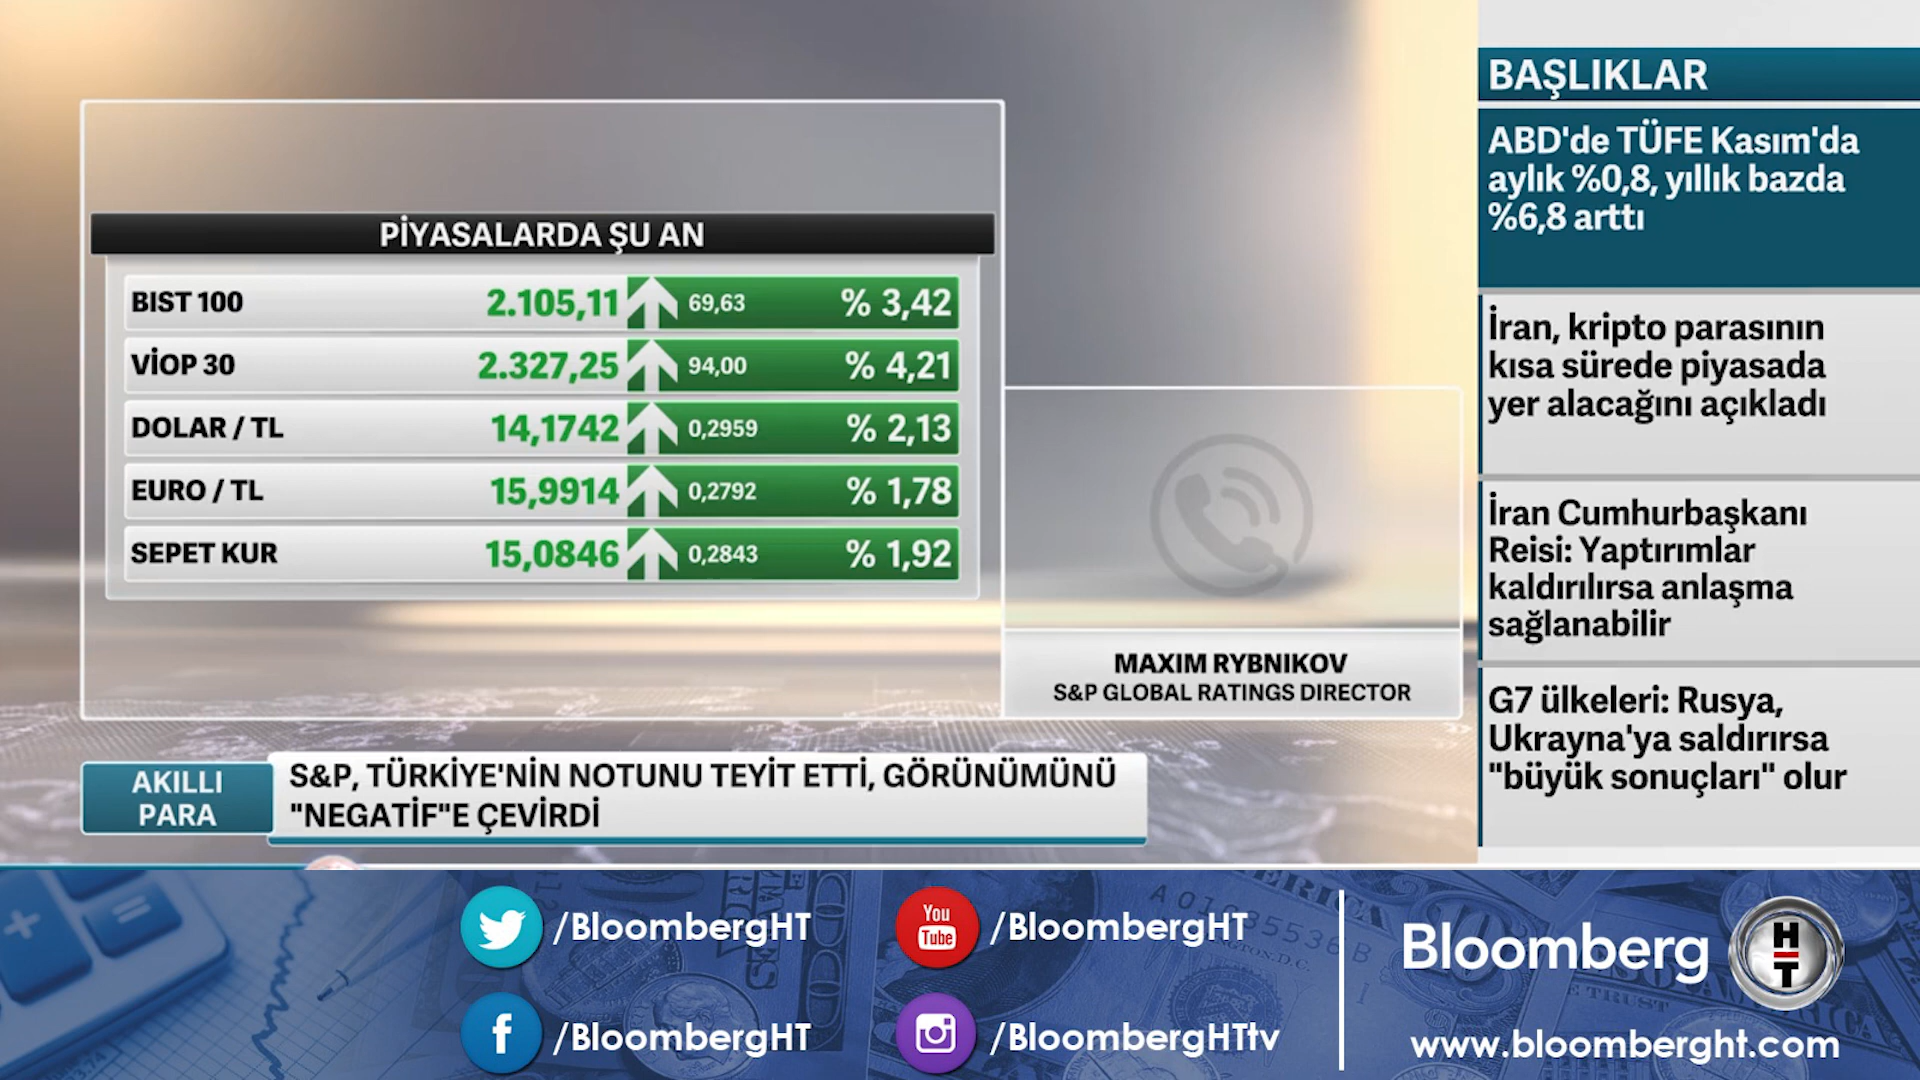 PİYASALARDA ŞU AN
BIST 100 2.105,11 69,63 % 3,42
VİOP 30 2.327,25 94,00 % 4,21
DOLAR / TL 14,1742 0,2959 % 2,13
EURO / TL 15,9914 0,2792 % 1,78
SEPET KUR 15,0846 0,2843 % 1,92
MAXIM RYBNIKOV
S&P GLOBAL RATINGS DIRECTOR
AKILLI
PARA
S&P, TÜRKİYE'NİN NOTUNU TEYİT ETTİ, GÖRÜNÜMÜNÜ
"NEGATİF"E ÇEVİRDİ
BAŞLIKLAR
ABD'de TÜFE Kasım'da
aylık %0,8, yıllık bazda
%6,8 arttı
İran, kripto parasının
kısa sürede piyasada
yer alacağını açıkladı
İran Cumhurbaşkanı
Reisi: Yaptırımlar
kaldırılırsa anlaşma
sağlanabilir
G7 ülkeleri: Rusya,
Ukrayna'ya saldırırsa
"büyük sonuçları" olur
/BloombergHT
You
Tube
/BloombergHT
f
/BloombergHT
/BloombergHTtv
Bloomberg
H
T
www.bloomberght.com